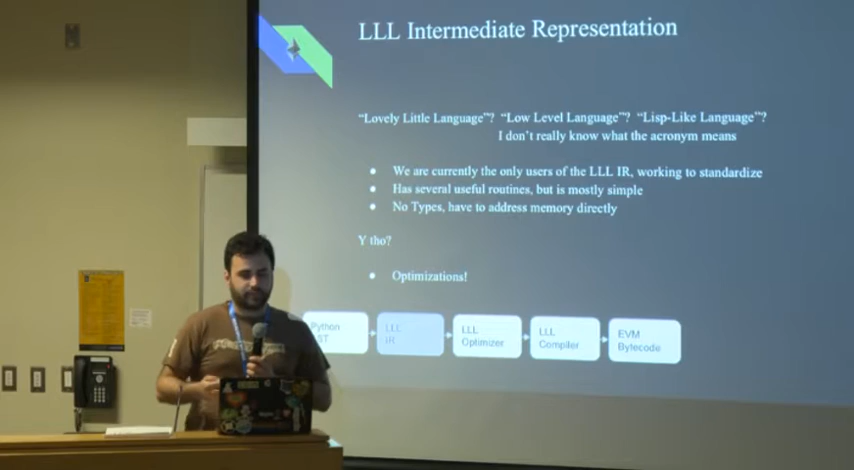 LLL Intermediate Representation
“Lovely Little Language”? “Low Level Language”? “Lisp-Like Language”?
I don’t really know what the acronym means
We are currently the only users of the LLL IR, working to standardize
Has several useful routines, but is mostly simple
No Types, have to address memory directly
Y tho?
Optimizations!
Python
LLL
IR
LLL
Optimizer
LLL
Compiler
EVM
Bytecode